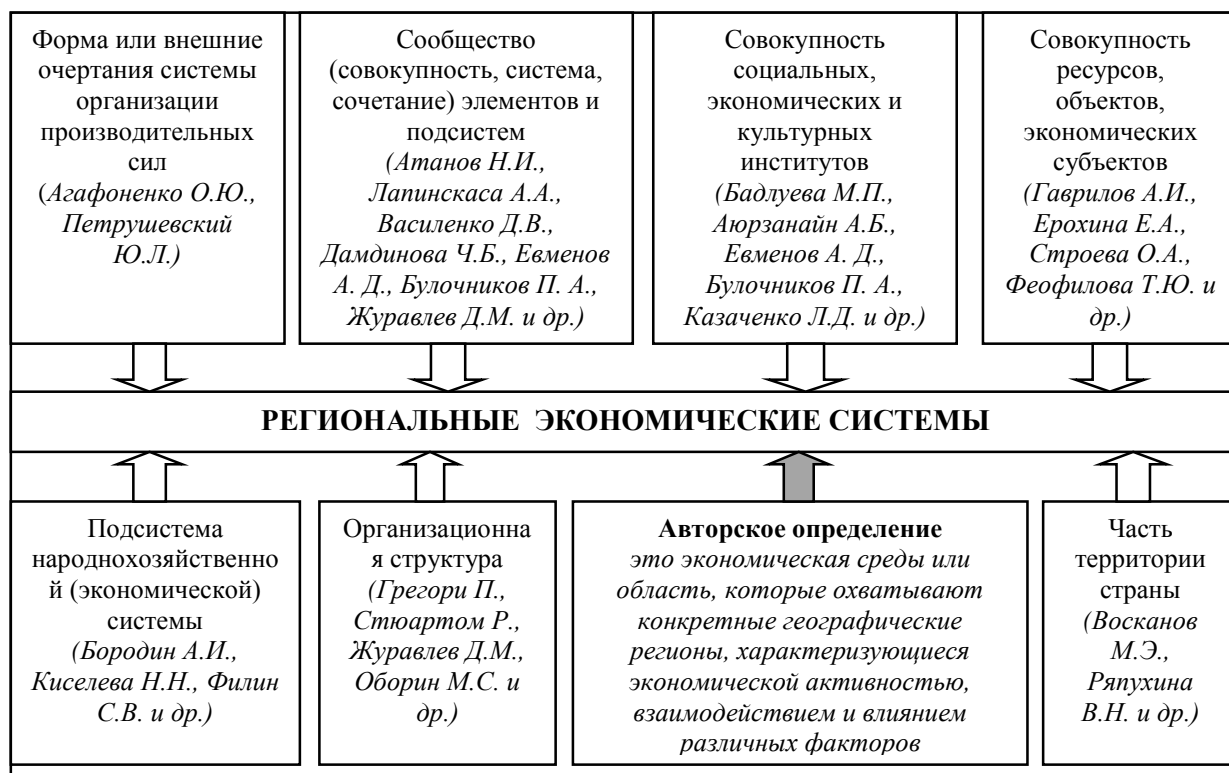 Форма или внешние
очертания системы
организации
производительных
сил
(Агафоненко О.Ю.,
Петрушевский
Ю.Л.)
Сообщество
(совокупность, система,
сочетание) элементов и
подсистем
(Атанов Н.И.,
Лапинскаса А.А.,
Василенко Д.В.,
Дамдинова Ч.Б., Евменов
А. Д., Булочников П. А.,
Журавлев Д.М. и др.)
Совокупность
социальных,
экономических и
культурных
институтов
(Бадлуева М.П.,
Аюрзанайн А.Б.,
Евменов А. Д.,
Булочников П. А.,
Казаченко Л.Д. и др.)
Совокупность
ресурсов,
объектов,
экономических
субъектов
(Гаврилов А.И.,
Ерохина Е.А.,
Строева О.А.,
Феофилова Т.Ю. и
др.)
РЕГИОНАЛЬНЫЕ ЭКОНОМИЧЕСКИЕ СИСТЕМЫ
Подсистема
народнохозяйственно
й (экономической)
системы
(Бородин А.И.,
Киселева Н.Н., Филин
С.В. и др.)
Организационна
я структура
(Грегори П.,
Стюартом Р.,
Журавлев Д.М.,
Оборин М.С. и
др.)
Авторское определение
это экономическая среды или
область, которые охватывают
конкретные географические
регионы, характеризующиеся
экономической активностью,
взаимодействием и влиянием
различных факторов
Часть
территории
страны
(Восканов
М.Э.,
Ряпухина
В.Н. и др.)